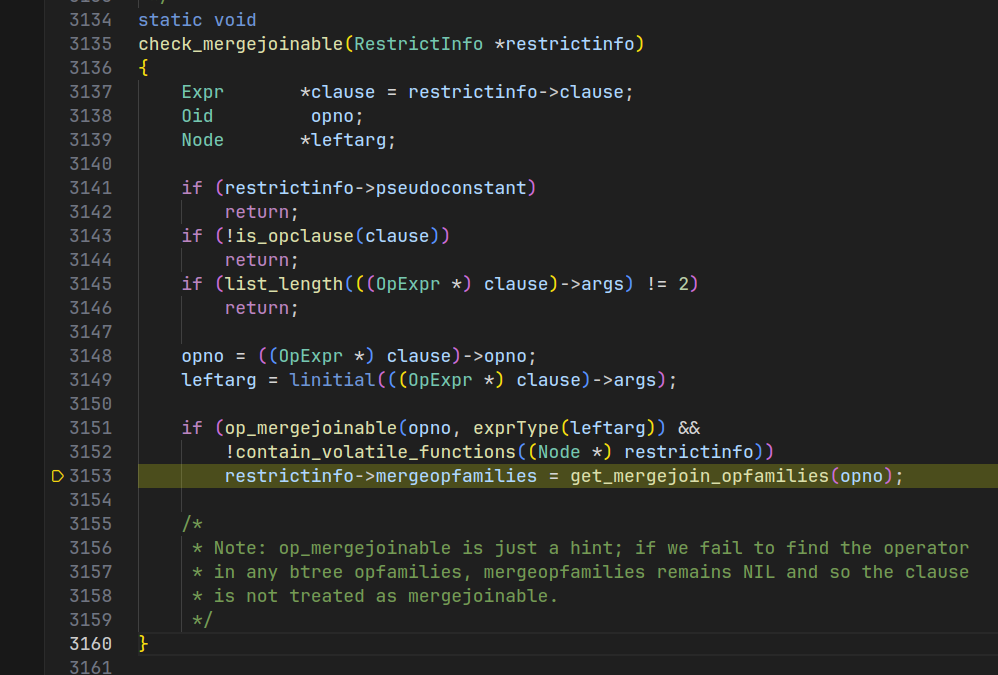 3134 static void
3135 check_mergejoinable(RestrictInfo *restrictinfo)
3136 {
3137     Expr       *clause = restrictinfo->clause;
3138     Oid         opno;
3139     Node       *leftarg;
3140
3141     if (restrictinfo->pseudoconstant)
3142         return;
3143     if (!is_opclause(clause))
3144         return;
3145     if (list_length(((OpExpr *) clause)->args) != 2)
3146         return;
3147
3148     opno = ((OpExpr *) clause)->opno;
3149     leftarg = linitial(((OpExpr *) clause)->args);
3150
3151     if (op_mergejoinable(opno, exprType(leftarg)) &&
3152         !contain_volatile_functions((Node *) restrictinfo))
3153         restrictinfo->mergeopfamilies = get_mergejoin_opfamilies(opno);
3154
3155     /*
3156      * Note: op_mergejoinable is just a hint; if we fail to find the operator
3157      * in any btree opfamilies, mergeopfamilies remains NIL and so the clause
3158      * is not treated as mergejoinable.
3159      */
3160 }
3161